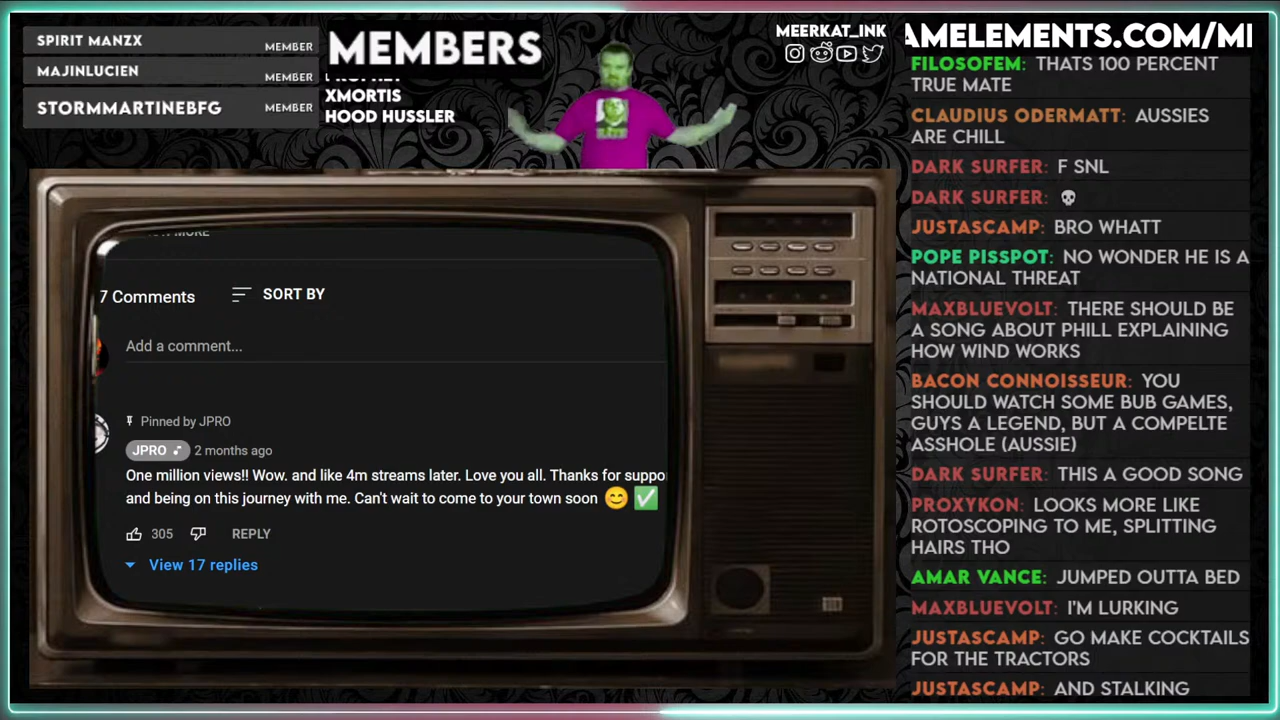 SPIRIT MANZX
MEMBER
MAJINLUCIEN
MEMBER
STORMMARTINEBFG
MEMBER
MEMBERS
XMORTIS
HOOD HUSSLER
MEERKAT_INK
AMELEMENTS.COM/MI
FILOSOFEM: THATS 100 PERCENT
TRUE MATE
CLAUDIUS ODERMATT: AUSSIES
ARE CHILL
DARK SURFER: F SNL
DARK SURFER: 💀
JUSTASCAMP: BRO WHATT
POPE PISSPOT: NO WONDER HE IS A
NATIONAL THREAT
MAXBLUEVOLT: THERE SHOULD BE
A SONG ABOUT PHILL EXPLAINING
HOW WIND WORKS
BACON CONNOISSEUR: YOU
SHOULD WATCH SOME BUB GAMES,
GUYS A LEGEND, BUT A COMPELTE
ASSHOLE (AUSSIE)
DARK SURFER: THIS A GOOD SONG
PROXYKON: LOOKS MORE LIKE
ROTOSCOPING TO ME, SPLITTING
HAIRS THO
AMAR VANCE: JUMPED OUTTA BED
MAXBLUEVOLT: I'M LURKING
JUSTASCAMP: GO MAKE COCKTAILS
FOR THE TRACTORS
JUSTASCAMP: AND STALKING
MORE
7 Comments
SORT BY
Add a comment...
Pinned by JPRO
JPRO 2 months ago
One million views!! Wow. and like 4m streams later. Love you all. Thanks for suppo
and being on this journey with me. Can't wait to come to your town soon 😊 ✅
305
REPLY
View 17 replies